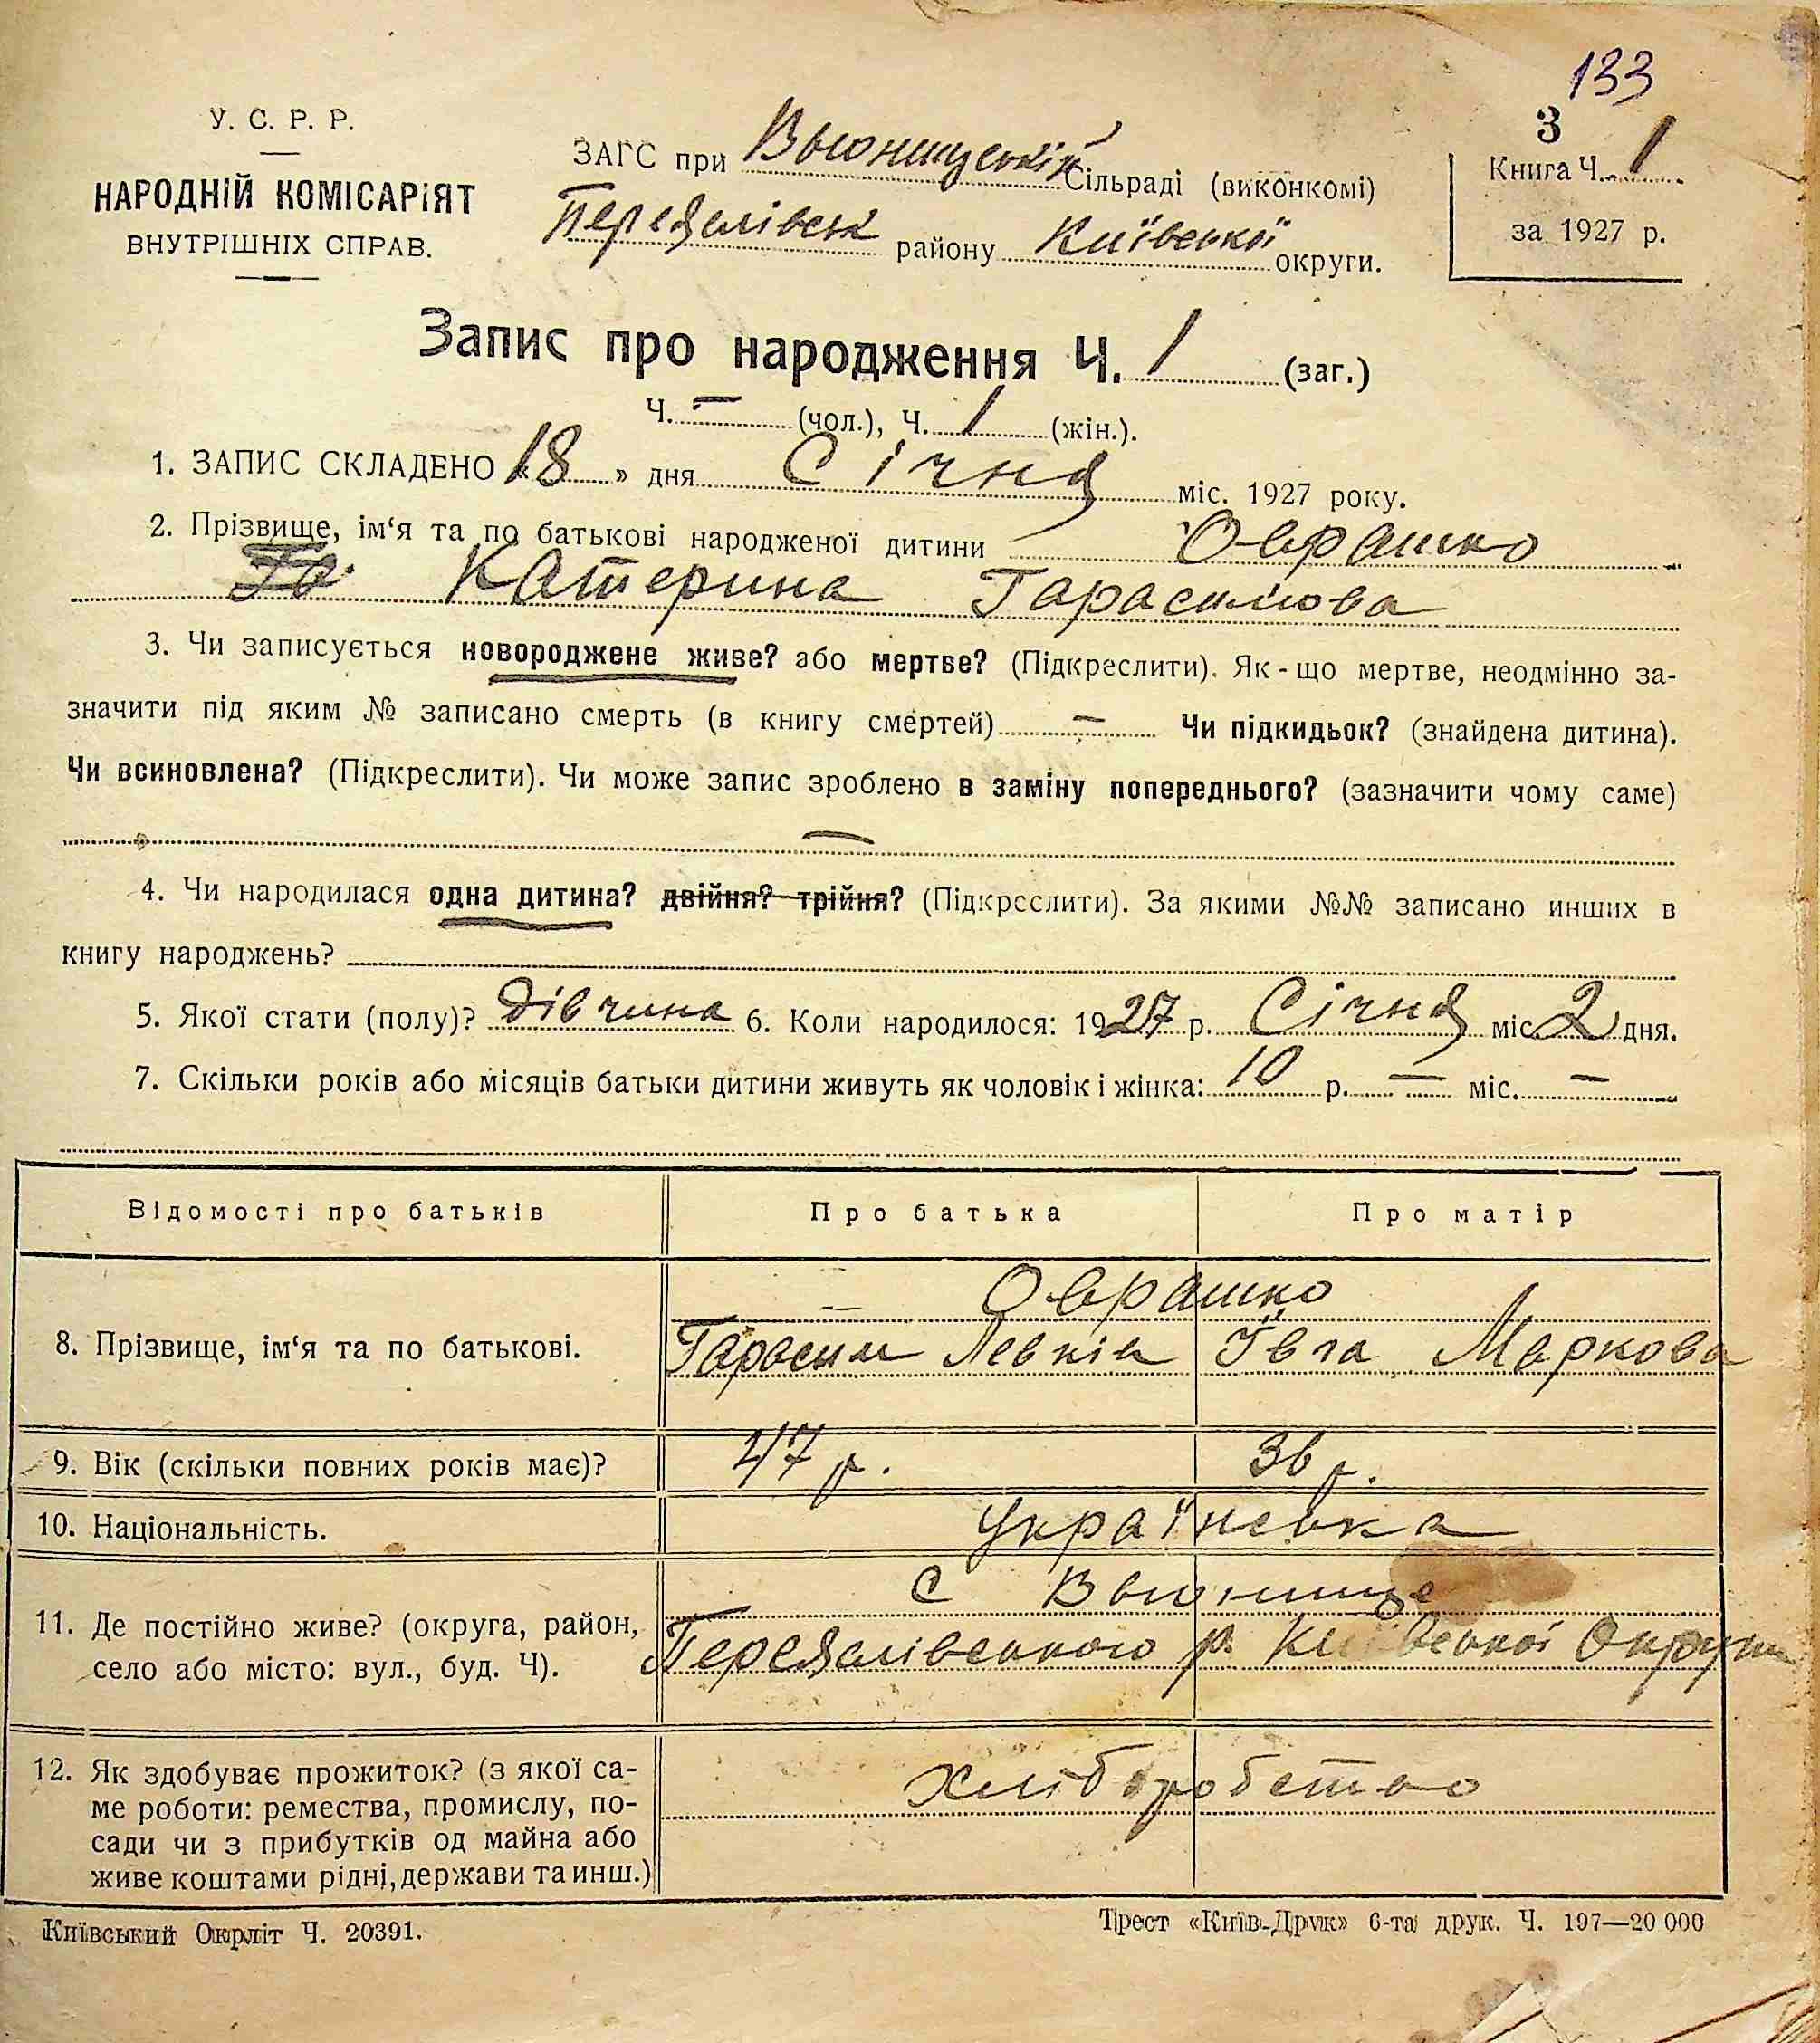 133
У. С. Р. Р.
НАРОДНІЙ КОМІСАРІЯТ
ВНУТРІШНІХ СПРАВ.
ЗАГС при Вьюнищській Сільраді (виконкомі)
Переяслівськ району Київської округи.
3
Книга Ч. 1
за 1927 р.
Запис про народження Ч. 1 (заг.)
Ч. — (чол.), Ч. 1 (жін.).
1. ЗАПИС СКЛАДЕНО «18» дня Січня міс. 1927 року.
2. Прізвище, ім‘я та по батькові народженої дитини Оврашко
Катерина Гарасимова
3. Чи записується новороджене живе? або мертве? (Підкреслити). Як-що мертве, неодмінно за-
значити під яким № записано смерть (в книгу смертей) — Чи підкидьок? (знайдена дитина).
Чи всиновлена? (Підкреслити). Чи може запис зроблено в заміну попереднього? (зазначити чому саме)
—
4. Чи народилася одна дитина? двійня? трійня? (Підкреслити). За якими №№ записано инших в
книгу народжень?
5. Якої стати (полу)? Дівчина 6. Коли народилося: 1927 р. Січня міс. 2 дня.
7. Скільки років або місяців батьки дитини живуть як чоловік і жінка: 10 р. — міс. —
Відомості про батьків Про батька Про матір
8. Прізвище, ім‘я та по батькові.
Оврашко
Гарасим Левків Ївга Маркова
9. Вік (скільки повних років має)? 47 р. 36 р.
10. Національність. Українська
11. Де постійно живе? (округа, район,
село або місто: вул., буд. Ч).
С Вьюнище
Переяслівського р. Київської Округи
12. Як здобуває прожиток? (з якої са-
ме роботи: ремества, промислу, по-
сади чи з прибутків од майна або
живе коштами рідні, держави та инш.)
Хліборобство
Київський Окрліт Ч. 20391.
Трест «Київ-Друк» 6-та друк. Ч. 197—20 000